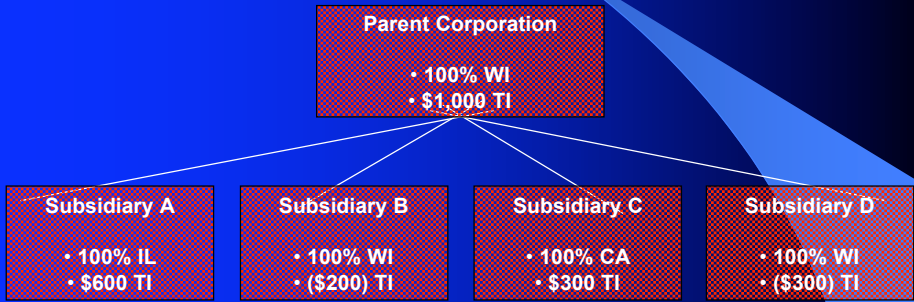 Parent Corporation
• 100% WI
• $1,000 TI
Subsidiary A
• 100% IL
• $600 TI
Subsidiary B
• 100% WI
• ($200) TI
Subsidiary C
• 100% CA
• $300 TI
Subsidiary D
• 100% WI
• ($300) TI